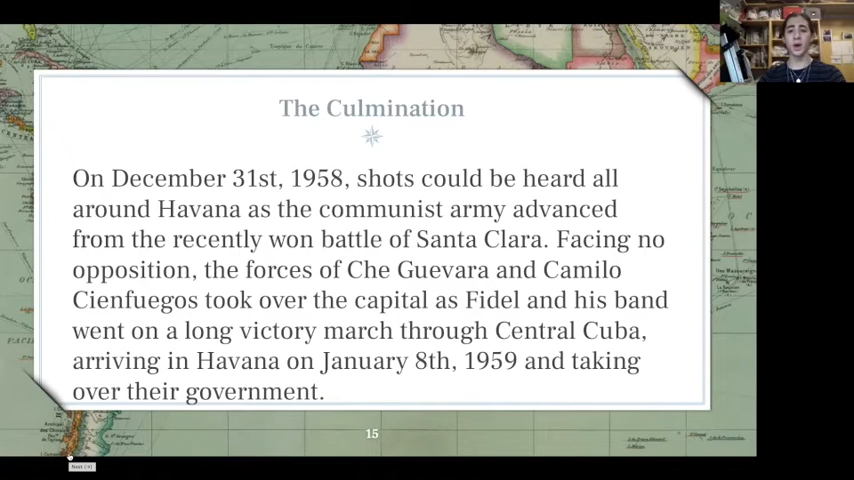 The Culmination
On December 31st, 1958, shots could be heard all
around Havana as the communist army advanced
from the recently won battle of Santa Clara. Facing no
opposition, the forces of Che Guevara and Camilo
Cienfuegos took over the capital as Fidel and his band
went on a long victory march through Central Cuba,
arriving in Havana on January 8th, 1959 and taking
over their government.
15